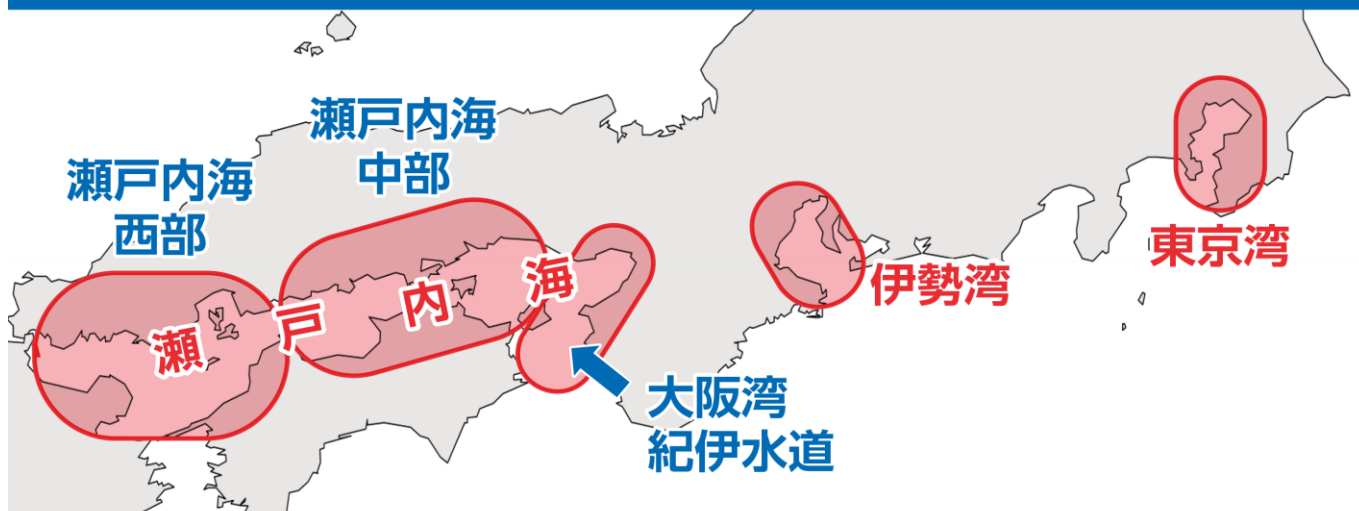 瀬戸内海
中部
瀬戸内海
西部
東京湾
伊勢湾
瀬戸内海
大阪湾
紀伊水道